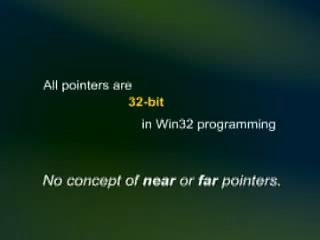 All pointers are
32-bit
in Win32 programming
No concept of near or far pointers.